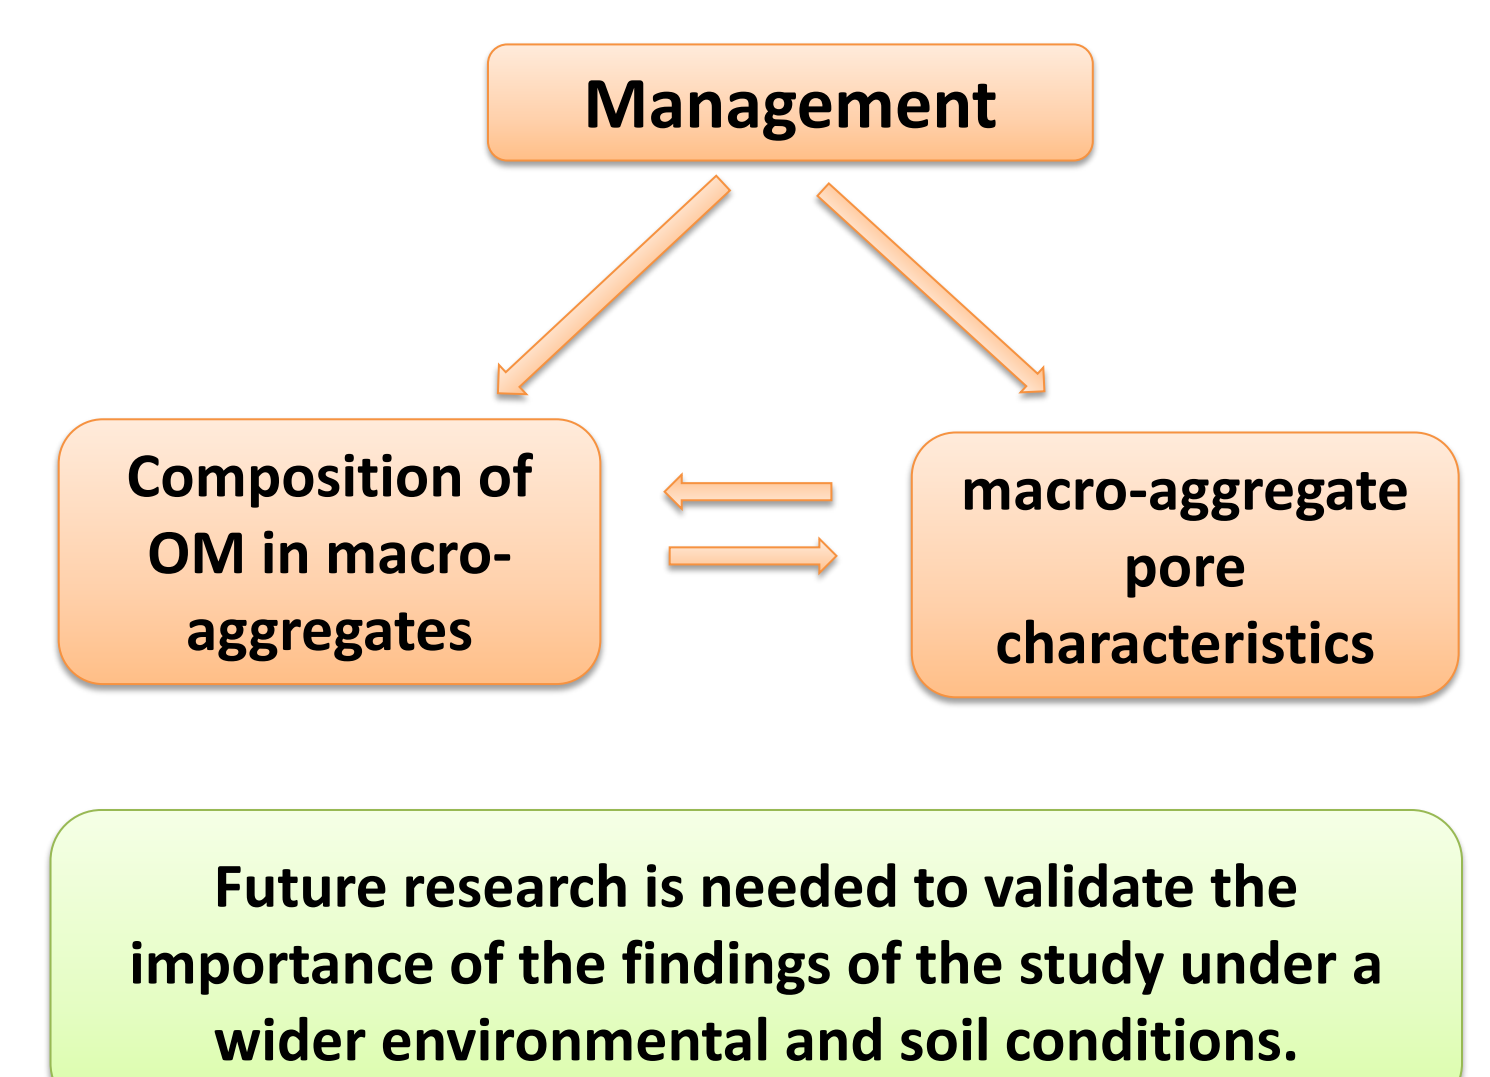 Management
Composition of
OM in macro-
aggregates
macro-aggregate
pore
characteristics
Future research is needed to validate the
importance of the findings of the study under a
wider environmental and soil conditions.